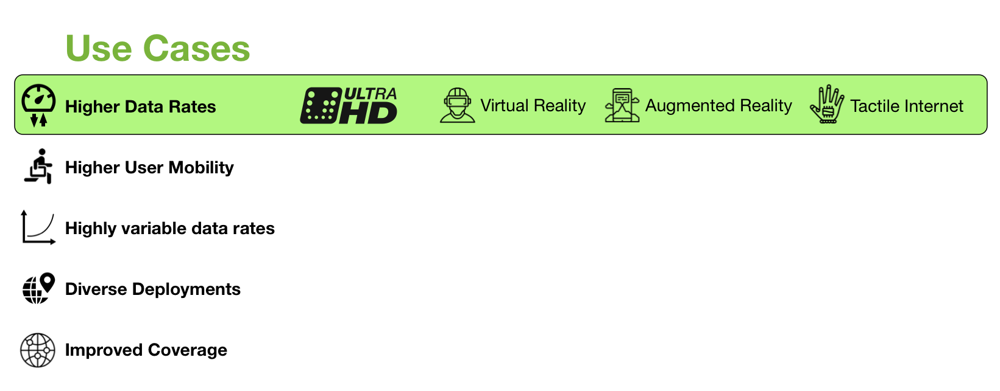 Use Cases
Higher Data Rates
ULTRA
HD
Virtual Reality
Augmented Reality
Tactile Internet
Higher User Mobility
Highly variable data rates
Diverse Deployments
Improved Coverage